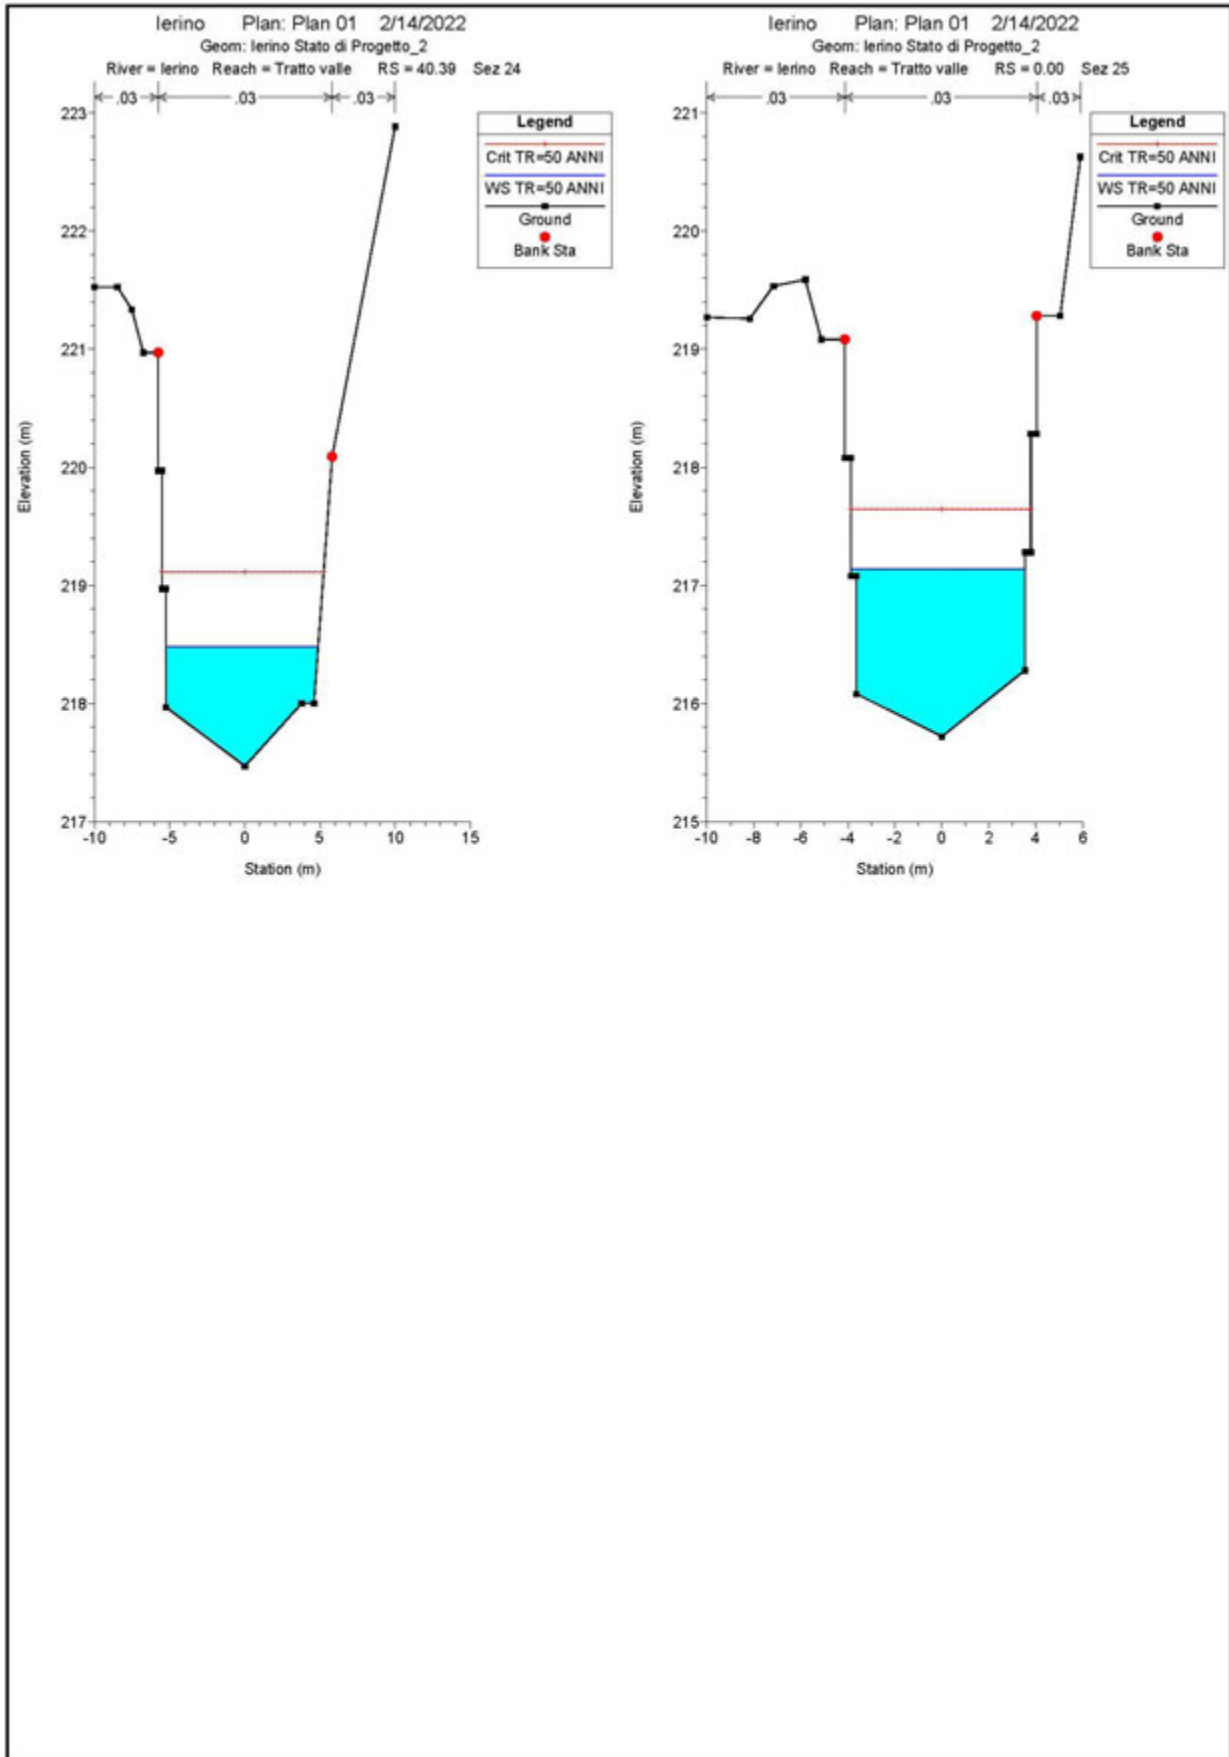 Ierino Plan: Plan 01 2/14/2022
Geom: Ierino Stato di Progetto_2
River = Ierino Reach = Tratto valle RS = 40.39 Sez 24
.03 .03 .03
Legend
Crit TR=50 ANNI
WS TR=50 ANNI
Ground
Bank Sta
223
222
221
220
219
218
217
Elevation (m)
-10 -5 0 5 10 15
Station (m)
Ierino Plan: Plan 01 2/14/2022
Geom: Ierino Stato di Progetto_2
River = Ierino Reach = Tratto valle RS = 0.00 Sez 25
.03 .03 .03
Legend
Crit TR=50 ANNI
WS TR=50 ANNI
Ground
Bank Sta
221
220
219
218
217
216
215
Elevation (m)
-10 -8 -6 -4 -2 0 2 4 6
Station (m)